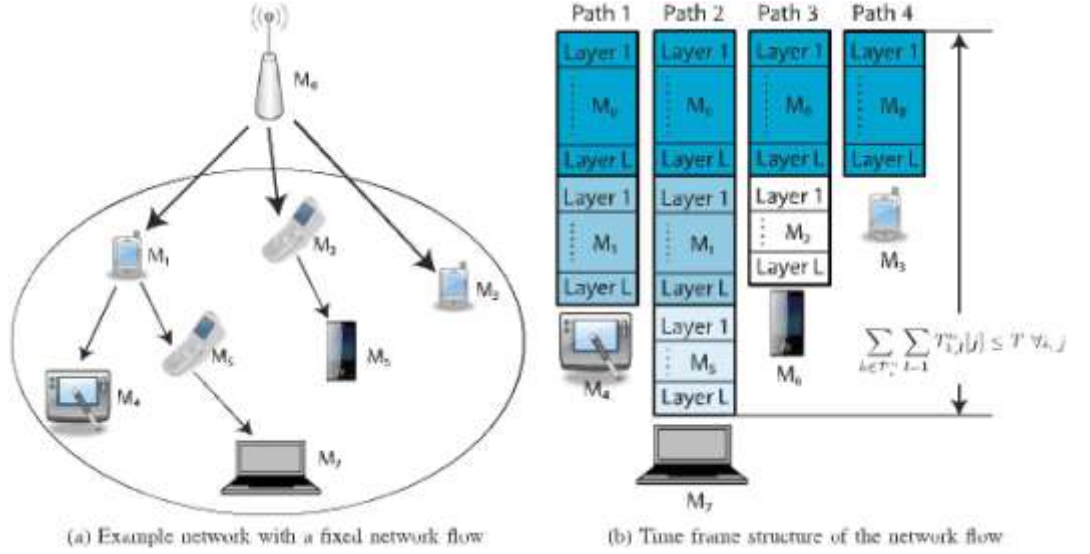 Path 1 Path 2 Path 3 Path 4
Layer 1 Layer 1 Layer 1 Layer 1
M₀ M₀ M₀ M₀
Layer L Layer L Layer L Layer L
Layer 1 Layer 1 Layer 1
M₁ M₁ M₂
Layer L Layer L Layer L
Layer 1
M₅
Layer L
M₃
M₄
M₆
M₇
M₀
M₁
M₂
M₃
M₄
M₅
M₅
M₇
(a) Example network with a fixed network flow
(b) Time frame structure of the network flow